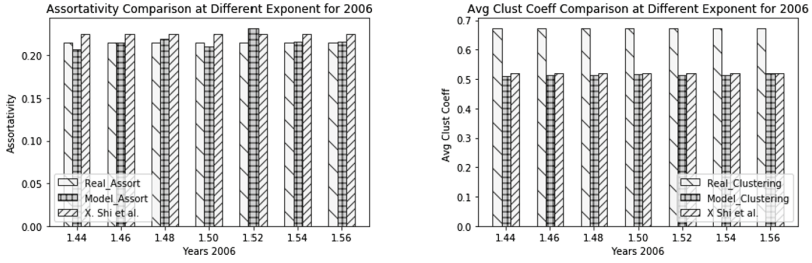 Assortativity Comparison at Different Exponent for 2006
Assortativity
0.20
0.15
0.10
0.05
0.00
Real_Assort
Model_Assort
X. Shi et al.
1.44 1.46 1.48 1.50 1.52 1.54 1.56
Years 2006
Avg Clust Coeff Comparison at Different Exponent for 2006
Avg Clust Coeff
0.7
0.6
0.5
0.4
0.3
0.2
0.1
0.0
Real_Clustering
Model_Clustering
X Shi et al.
1.44 1.46 1.48 1.50 1.52 1.54 1.56
Years 2006